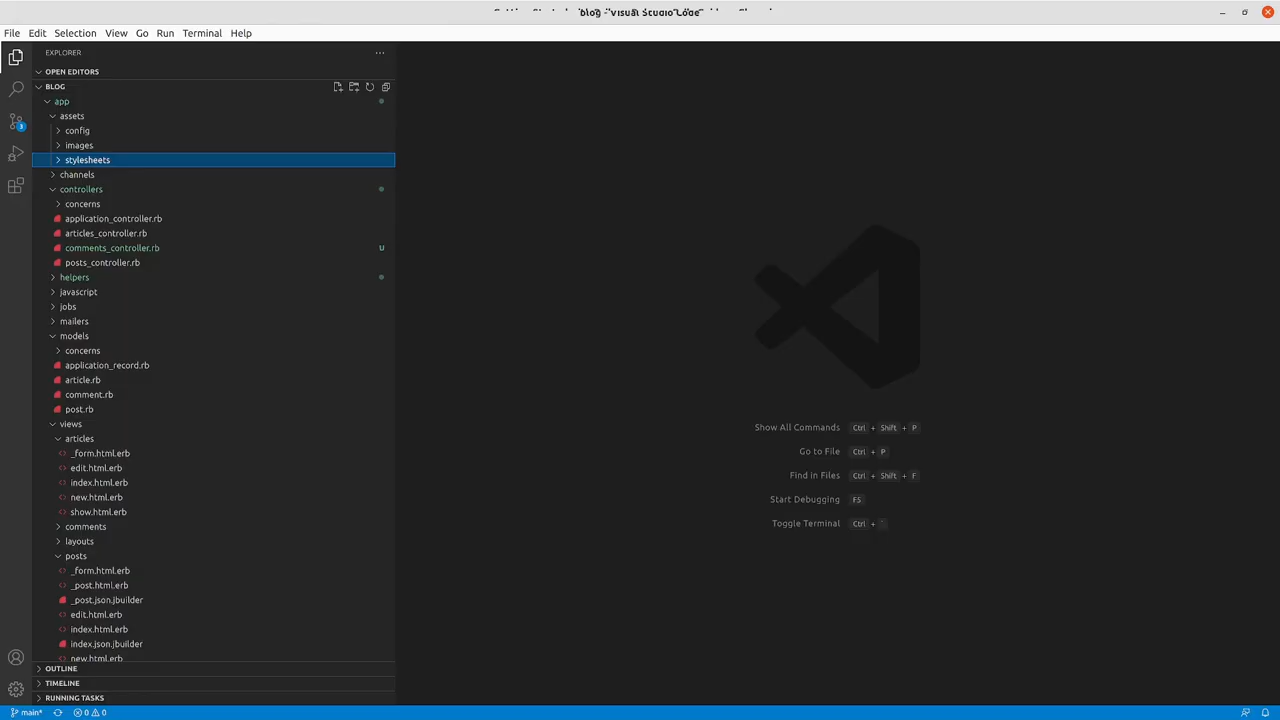 blog - Visual Studio Code
File Edit Selection View Go Run Terminal Help
EXPLORER
OPEN EDITORS
BLOG
app
assets
config
images
stylesheets
channels
controllers
concerns
application_controller.rb
articles_controller.rb
comments_controller.rb U
posts_controller.rb
helpers
javascript
jobs
mailers
models
concerns
application_record.rb
article.rb
comment.rb
post.rb
views
articles
_form.html.erb
edit.html.erb
index.html.erb
new.html.erb
show.html.erb
comments
layouts
posts
_form.html.erb
_post.html.erb
_post.json.jbuilder
edit.html.erb
index.html.erb
index.json.jbuilder
new.html.erb
OUTLINE
TIMELINE
RUNNING TASKS
3
Show All Commands Ctrl + Shift + P
Go to File Ctrl + P
Find in Files Ctrl + Shift + F
Start Debugging F5
Toggle Terminal Ctrl + `
main* 0 0